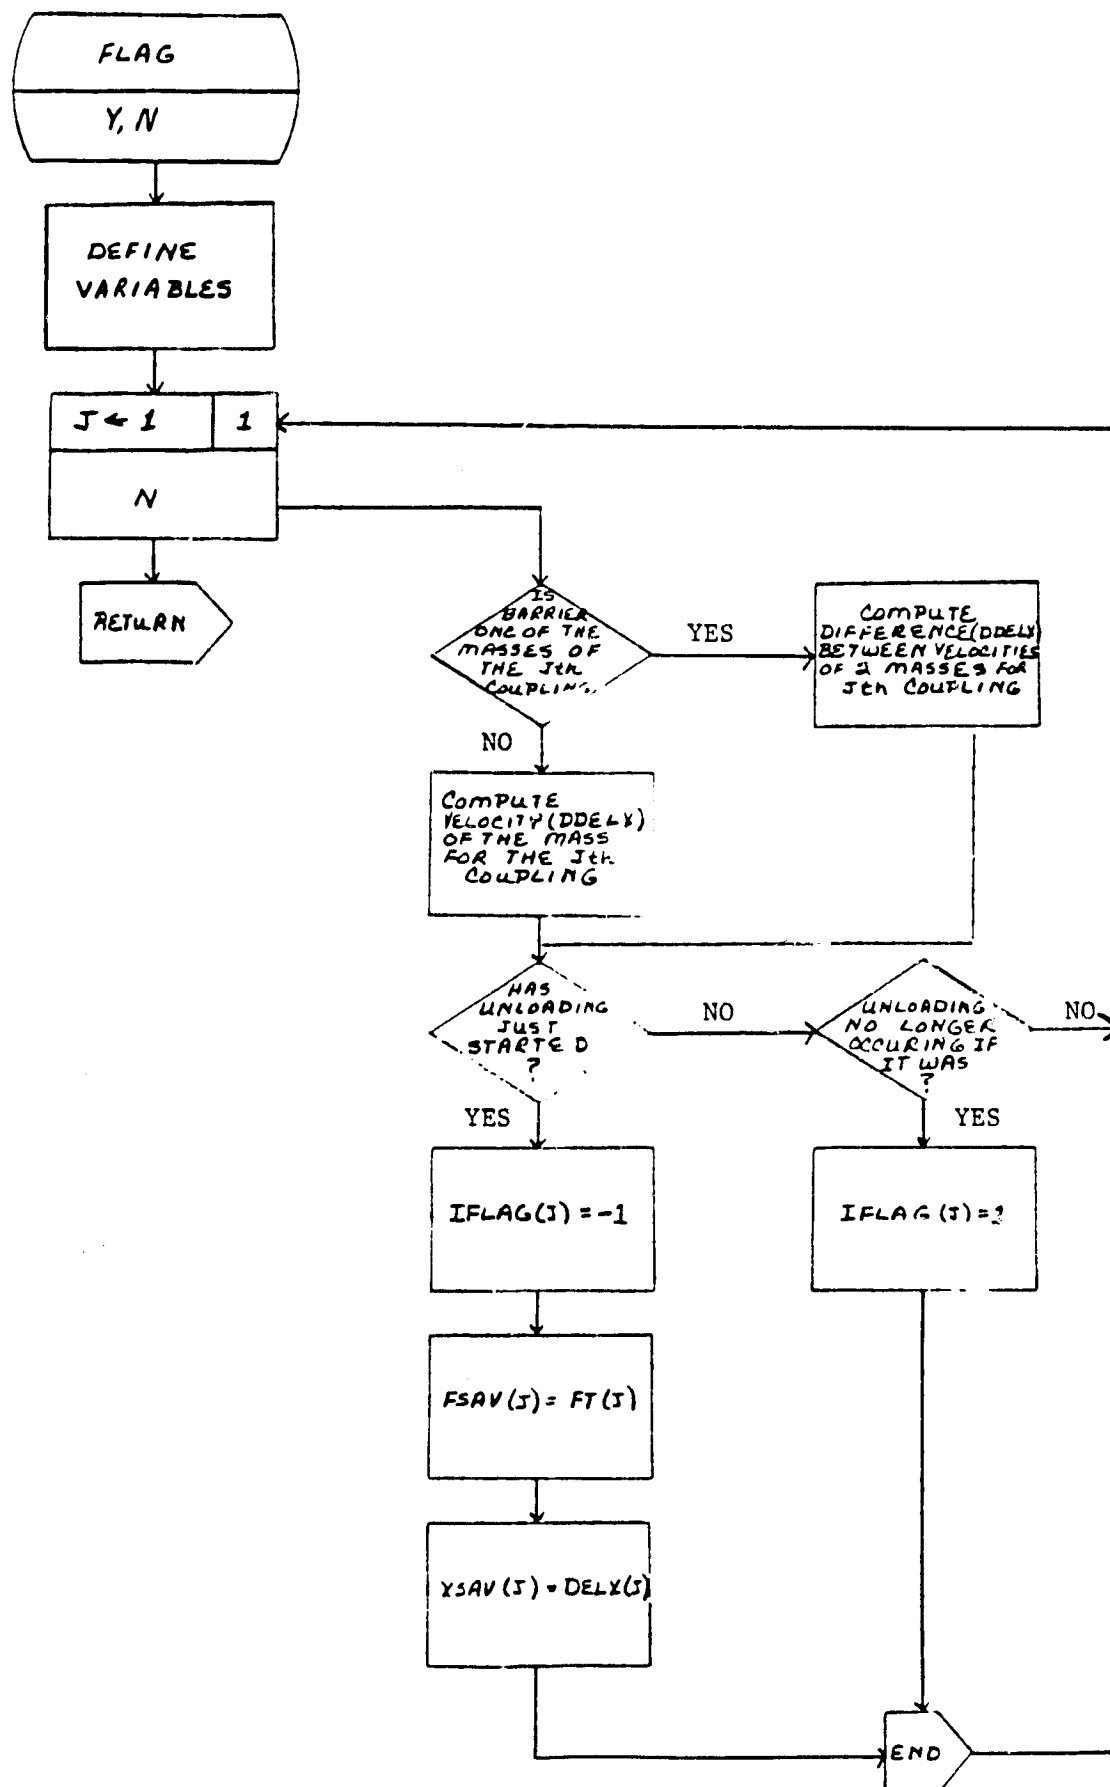 FLAG
Y, N
DEFINE
VARIABLES
J ← 1
1
N
RETURN
IS
BARRIER
ONE OF THE
MASSES OF
THE Jth
COUPLING,
YES
COMPUTE
DIFFERENCE(DDELX)
BETWEEN VELOCITIES
OF 2 MASSES FOR
Jth COUPLING
NO
COMPUTE
VELOCITY(DDELX)
OF THE MASS
FOR THE Jth
COUPLING
HAS
UNLOADING
JUST
STARTED
?
NO
UNLOADING
NO LONGER
OCCURING IF
IT WAS
?
NO
YES
YES
IFLAG(J)=-1
IFLAG(J)=1
FSAV(J)= FT(J)
XSAV(J)=DELX(J)
END